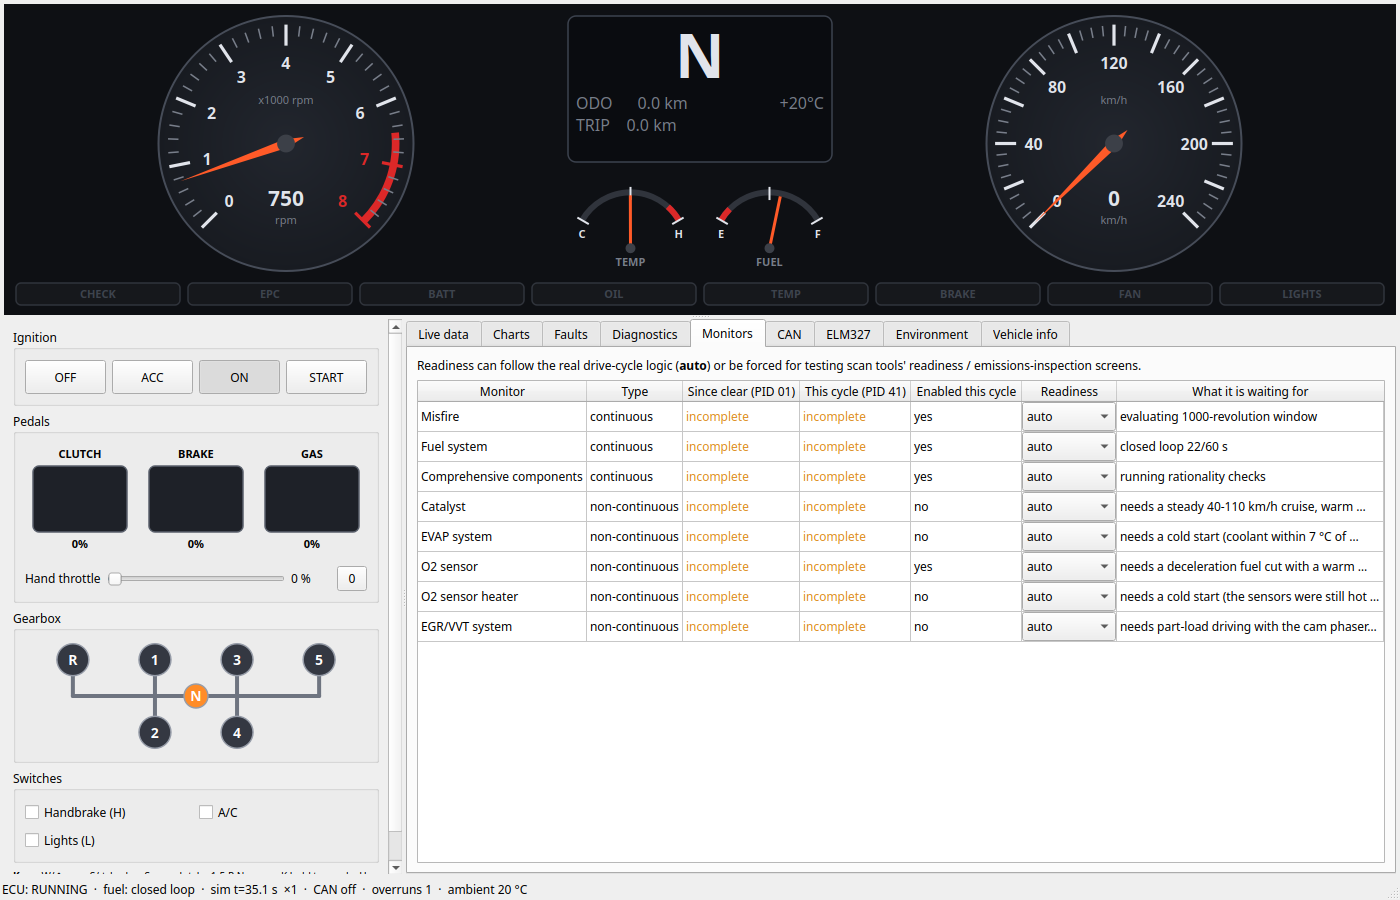 0 1 2 3 4 5 6 7 8
x1000 rpm
750
rpm
N
ODO 0.0 km +20°C
TRIP 0.0 km
C H
TEMP
E F
FUEL
0 40 80 120 160 200 240
km/h
0
km/h
CHECK EPC BATT OIL TEMP BRAKE FAN LIGHTS
Ignition
OFF ACC ON START
Pedals
CLUTCH BRAKE GAS
0% 0% 0%
Hand throttle 0 % 0
Gearbox
R 1 3 5
N
2 4
Switches
Handbrake (H) A/C
Lights (L)
Live data Charts Faults Diagnostics Monitors CAN ELM327 Environment Vehicle info
Readiness can follow the real drive-cycle logic (auto) or be forced for testing scan tools' readiness / emissions-inspection screens.
Monitor Type Since clear (PID 01) This cycle (PID 41) Enabled this cycle Readiness What it is waiting for
Misfire continuous incomplete incomplete yes auto evaluating 1000-revolution window
Fuel system continuous incomplete incomplete yes auto closed loop 22/60 s
Comprehensive components continuous incomplete incomplete yes auto running rationality checks
Catalyst non-continuous incomplete incomplete no auto needs a steady 40-110 km/h cruise, warm ...
EVAP system non-continuous incomplete incomplete no auto needs a cold start (coolant within 7 °C of ...
O2 sensor non-continuous incomplete incomplete yes auto needs a deceleration fuel cut with a warm ...
O2 sensor heater non-continuous incomplete incomplete no auto needs a cold start (the sensors were still hot ...
EGR/VVT system non-continuous incomplete incomplete no auto needs part-load driving with the cam phaser...
ECU: RUNNING · fuel: closed loop · sim t=35.1 s ×1 · CAN off · overruns 1 · ambient 20 °C